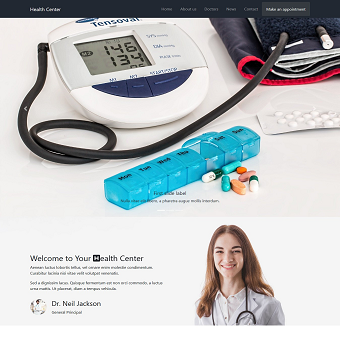 Health Center
Home
About us
Doctors
News
Contact
Make an appointment
Tensoval
146
134
SYS
mmHg
DIA
mmHg
START/STOP
Mon
Tue
Wed
Thu
Sat
Sun
First slide label
Nulla vitae elit libero, a pharetra augue mollis interdum.
Welcome to Your Health Center
Aenean luctus lobortis tellus, vel ornare enim molestie condimentum.
Curabitur lacinia nisi vitae velit volutpat venenatis.
Sed a dignissim lacus. Quisque fermentum est non orci commodo, a luctus
urna mattis. Ut placerat, diam a tempus vehicula.
Dr. Neil Jackson
General Principal